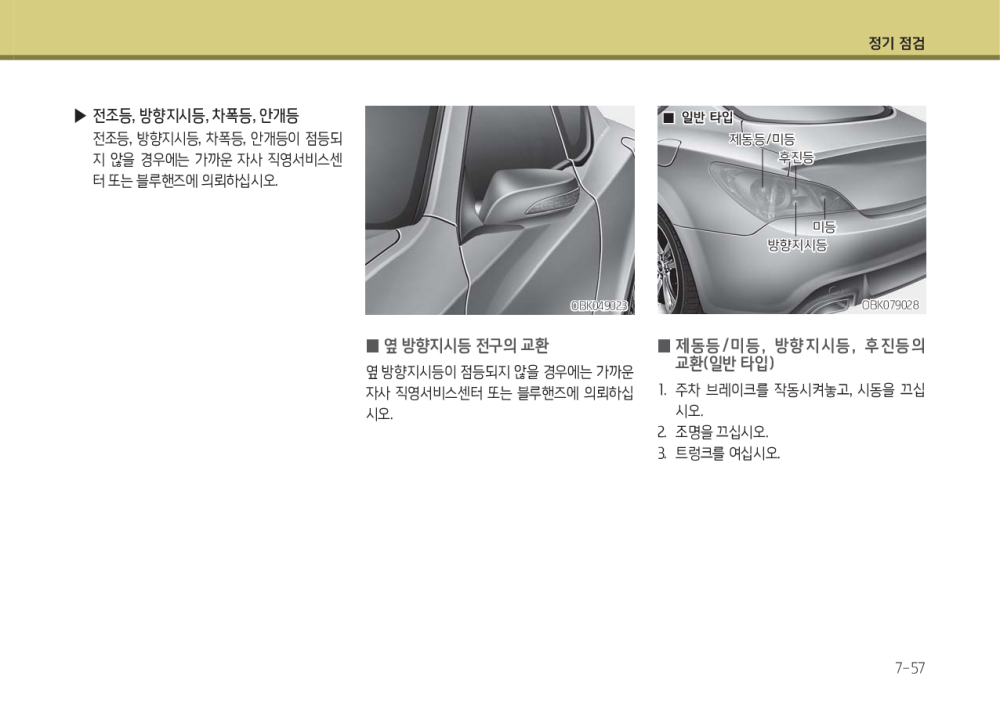 정기 점검
▶ 전조등, 방향지시등, 차폭등, 안개등
전조등, 방향지시등, 차폭등, 안개등이 점등되
지 않을 경우에는 가까운 자사 직영서비스센
터 또는 블루핸즈에 의뢰하십시오.
OBK049023
■ 옆 방향지시등 전구의 교환
옆 방향지시등이 점등되지 않을 경우에는 가까운
자사 직영서비스센터 또는 블루핸즈에 의뢰하십
시오.
■ 일반 타입
제동등/미등
후진등
미등
방향지시등
OBK079028
■ 제동등/미등, 방향지시등, 후진등의
교환(일반 타입)
1. 주차 브레이크를 작동시켜놓고, 시동을 끄십
시오.
2. 조명을 끄십시오.
3. 트렁크를 여십시오.
7-57